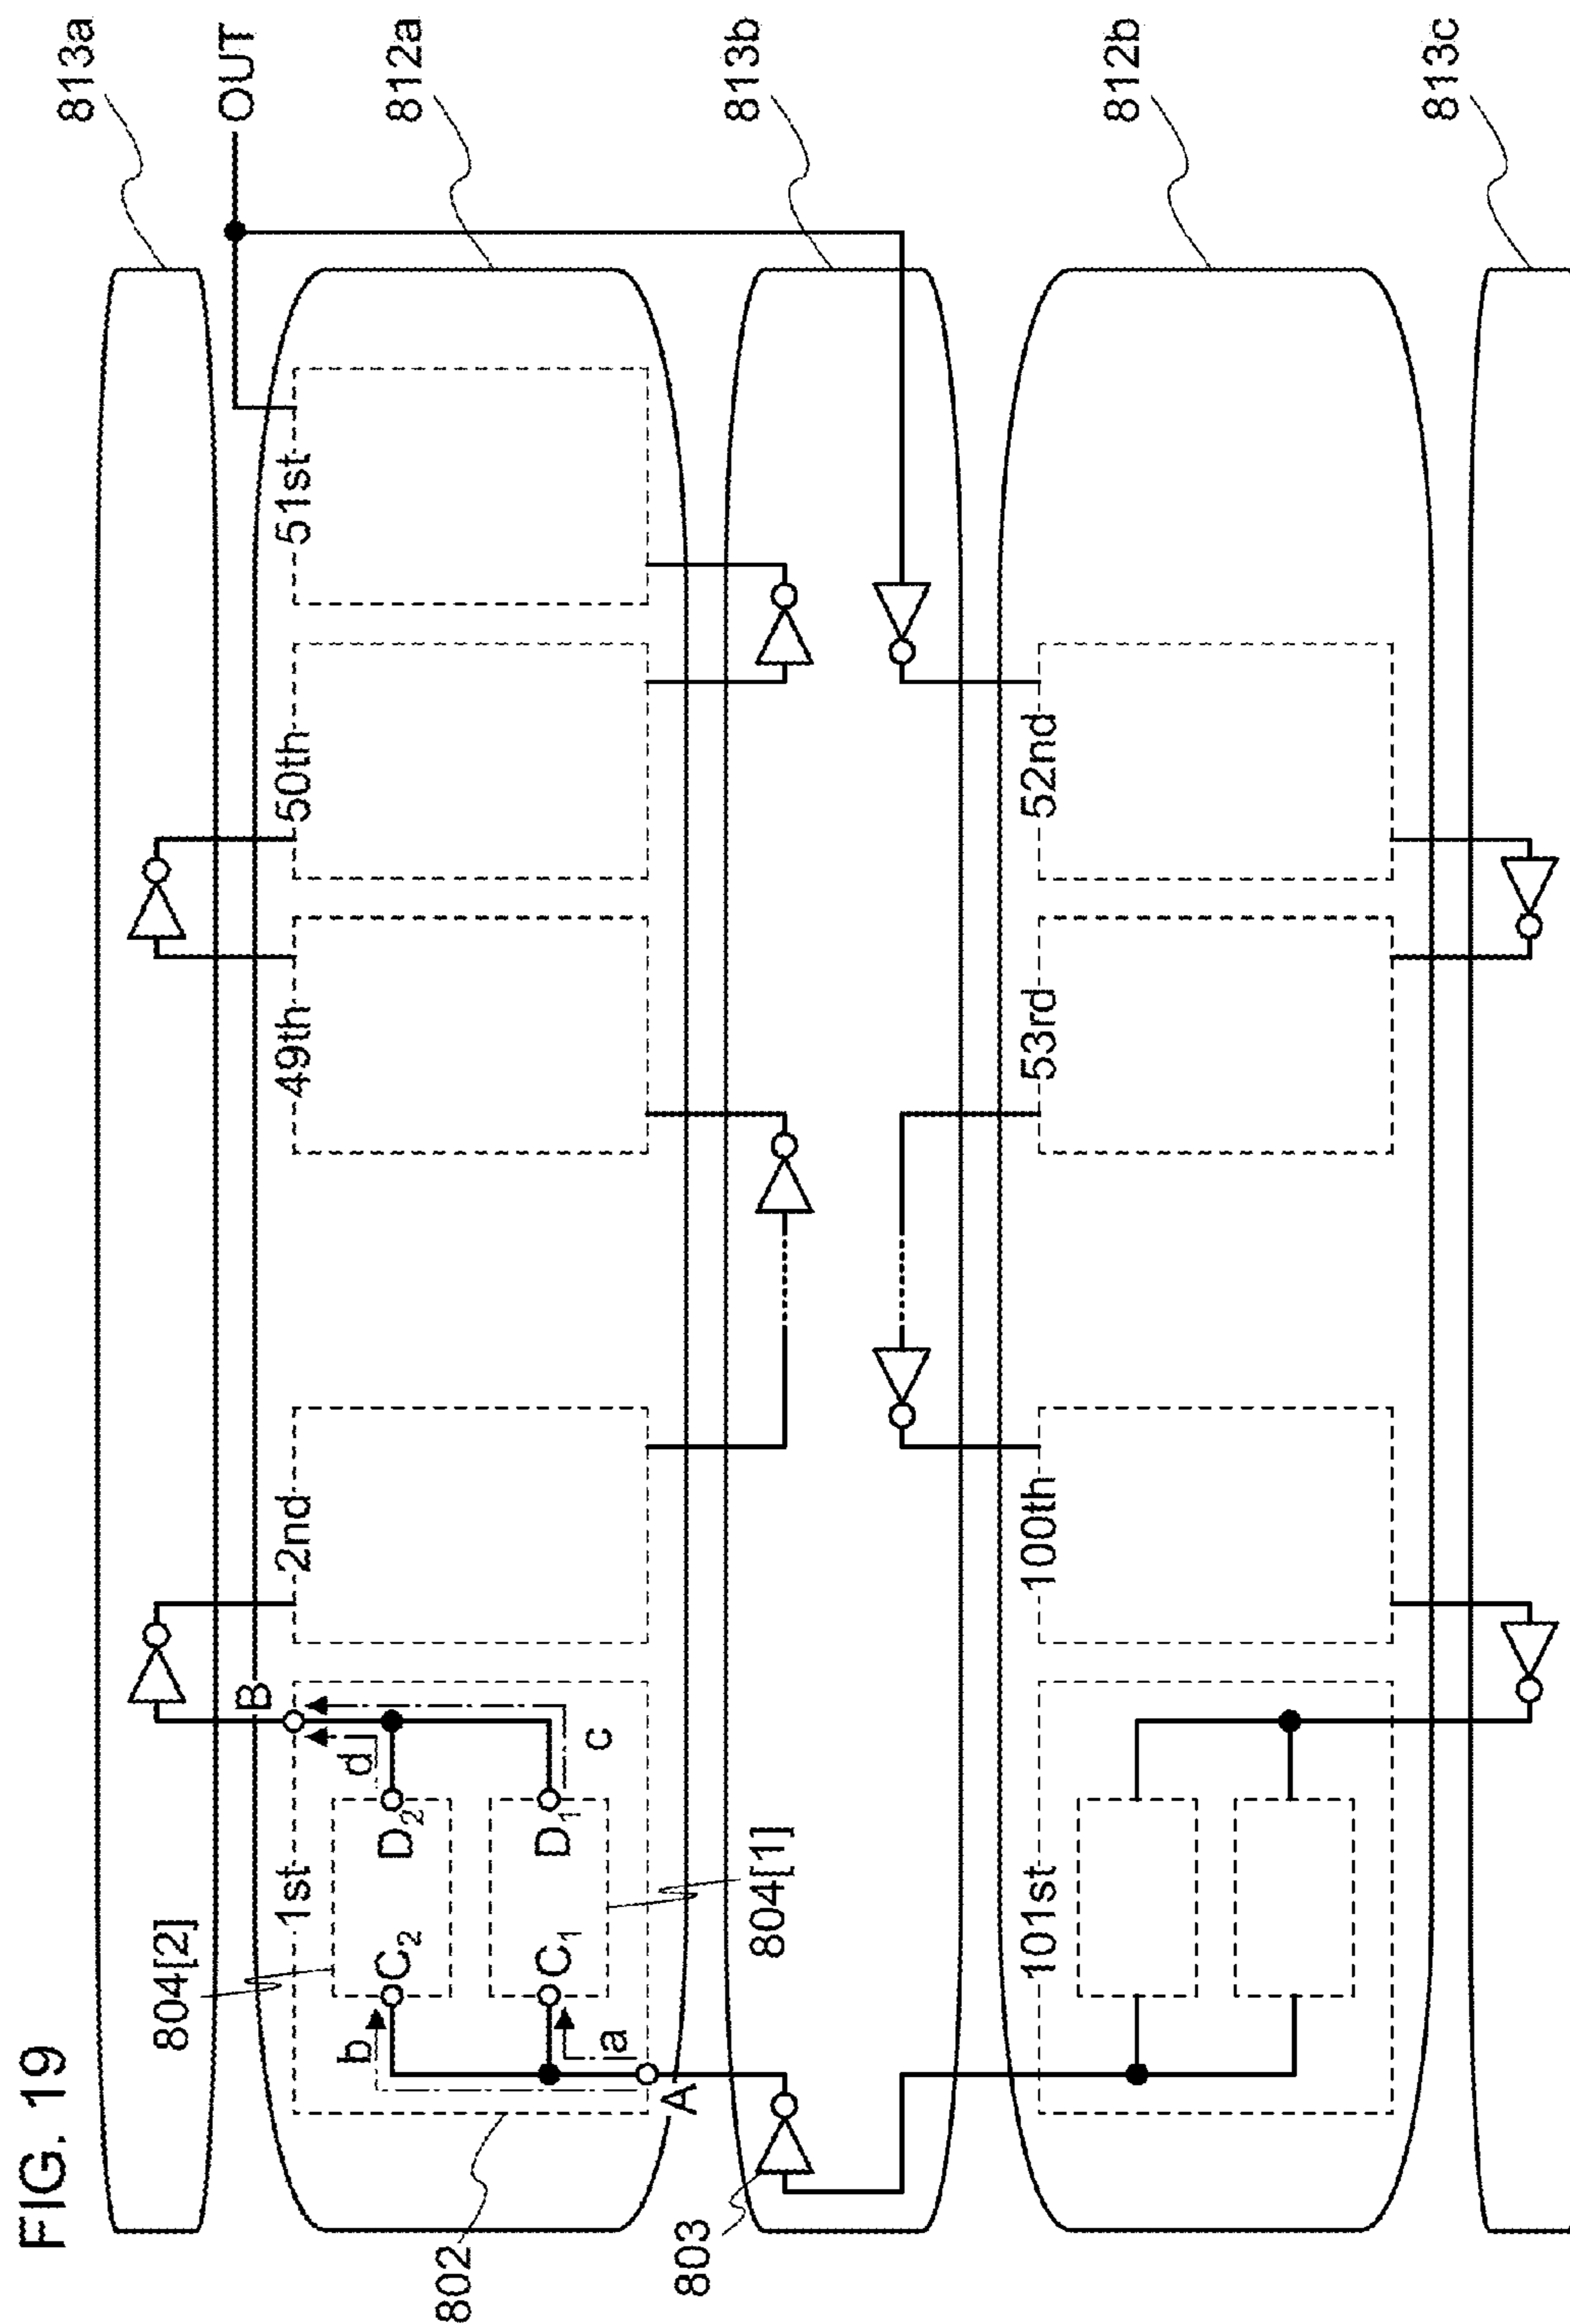 FIG. 19
813a
OUT
812a
813b
812b
813c
804[2]
1st
2nd
49th
50th
51st
B
C₂
D₂
b
d
C₁
D₁
a
c
A
802
804[1]
803
101st
100th
53rd
52nd